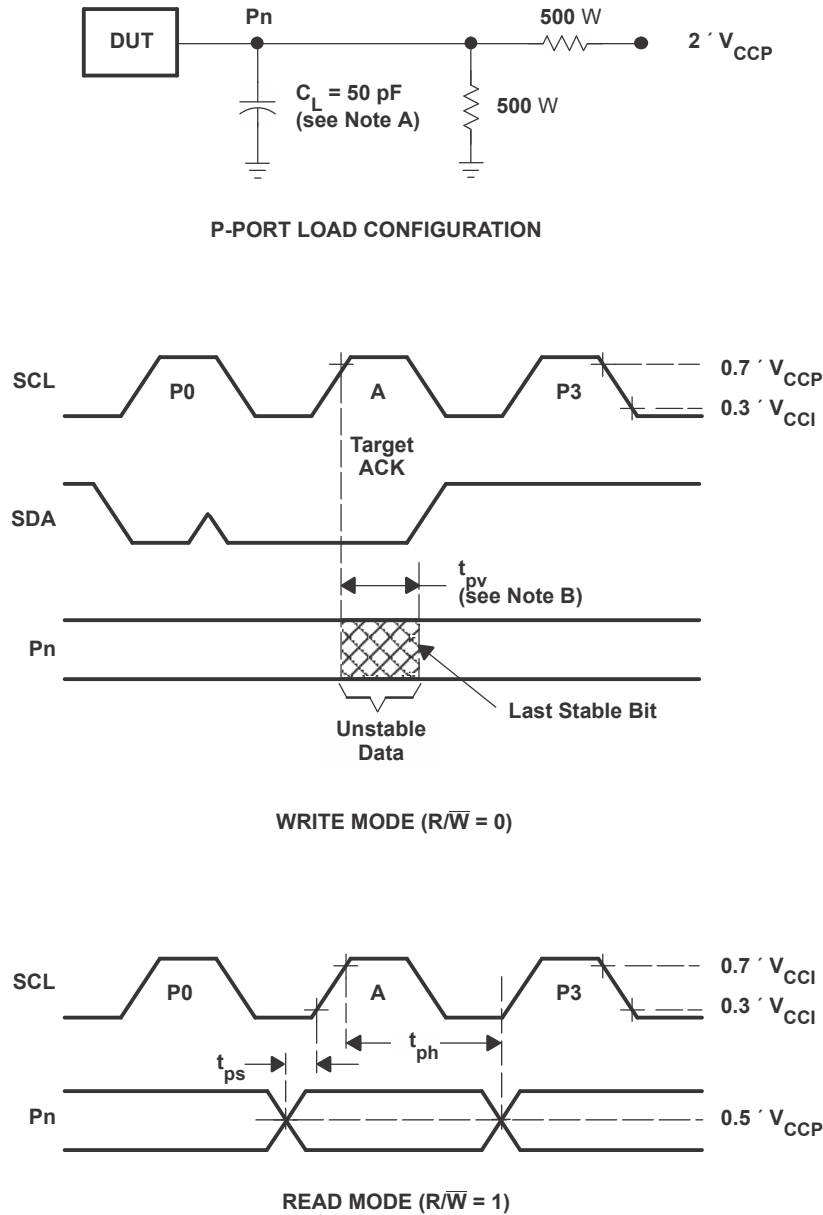 DUT
Pn
500 W
2 ´ VCCP
CL = 50 pF
(see Note A)
500 W
P-PORT LOAD CONFIGURATION
SCL
P0
A
P3
0.7 ´ VCCP
0.3 ´ VCCI
Target
ACK
SDA
tpv
(see Note B)
Pn
Last Stable Bit
Unstable
Data
WRITE MODE (R/W̅ = 0)
SCL
P0
A
P3
0.7 ´ VCCI
0.3 ´ VCCI
tps
tph
Pn
0.5 ´ VCCP
READ MODE (R/W̅ = 1)